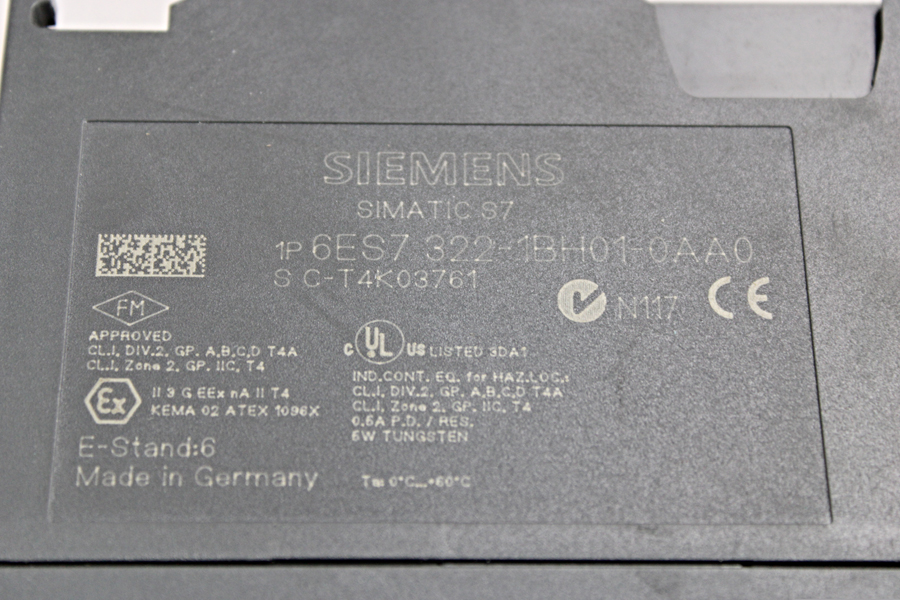 SIEMENS
SIMATIC S7
1P 6ES7 322-1BH01-0AA0
S C-T4K03761
FM
N117 CE
APPROVED
CL.I, DIV.2, GP. A,B,C,D T4A
CL.I, Zone 2, GP. IIC, T4
C UL US LISTED 3DA1
IND.CONT. EQ. for HAZ.LOC.:
CL.I, DIV.2, GP. A,B,C,D T4A
CL.I, Zone 2, GP. IIC, T4
0.5A P.D. / RES.
5W TUNGSTEN
Ex II 3 G EEx nA II T4
KEMA 02 ATEX 1096X
E-Stand:6
Made in Germany
Ta: 0°C...+60°C